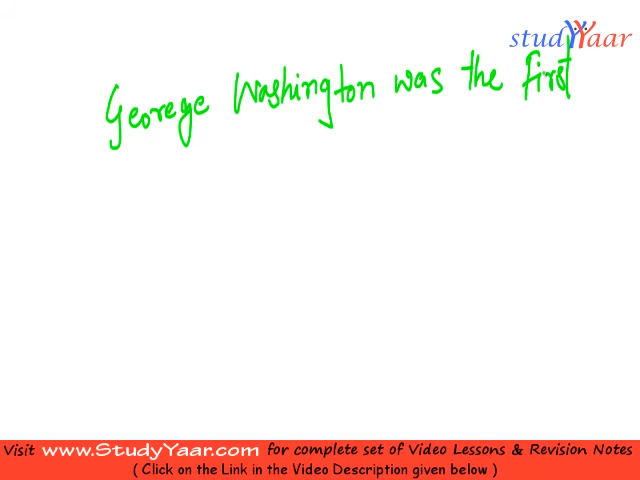 studYYaar
Georege Washington was the first
Visit www.StudyYaar.com for complete set of Video Lessons & Revision Notes
( Click on the Link in the Video Description given below )